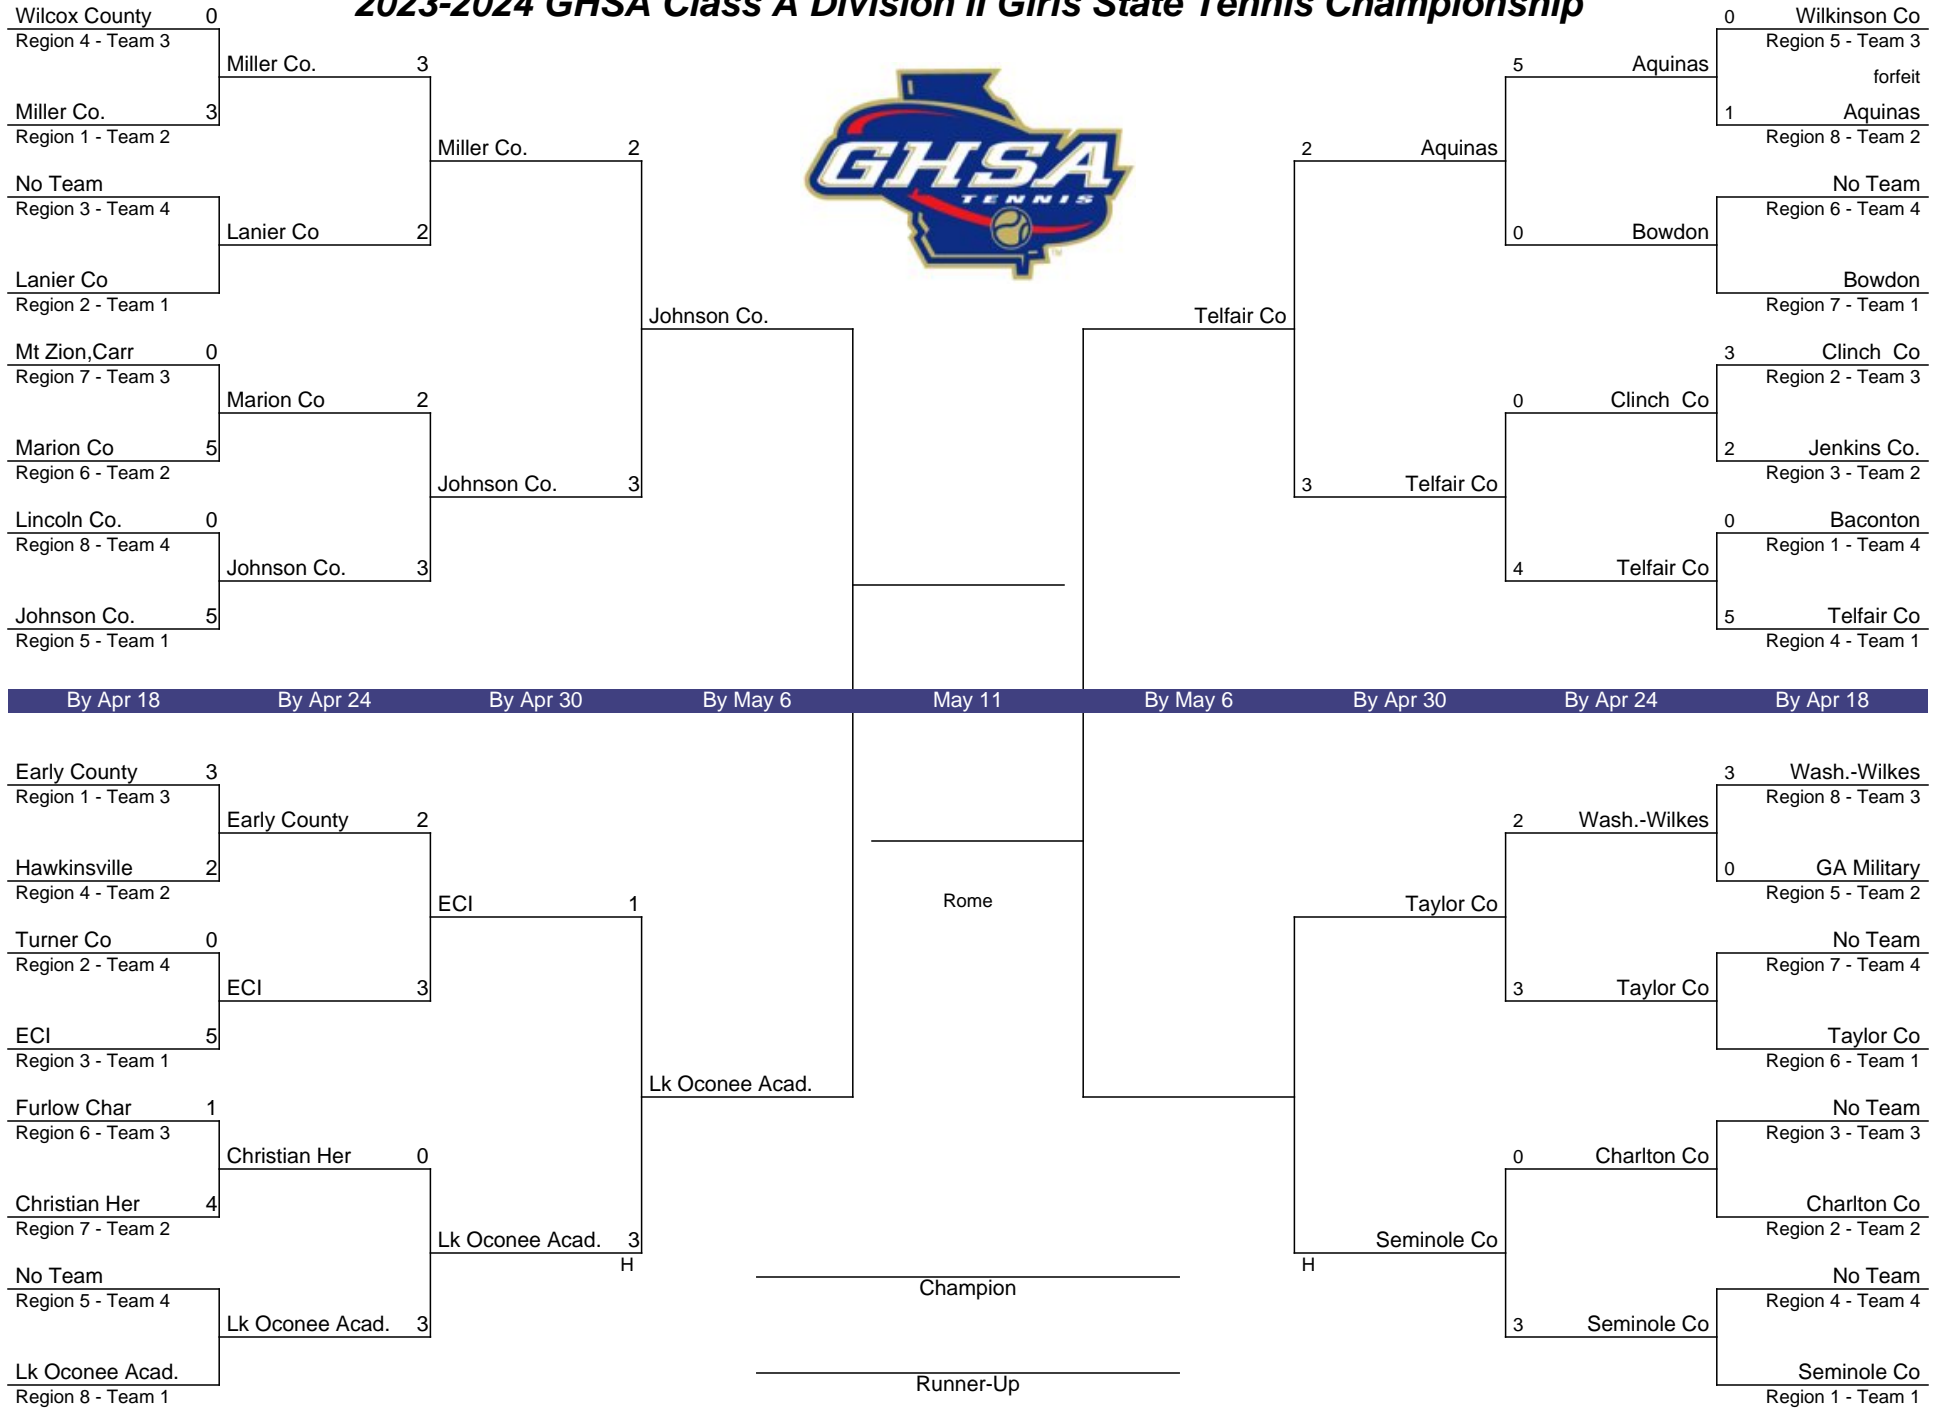 2023-2024 GHSA Class A Division II Girls State Tennis Championship
Wilcox County 0
Region 4 - Team 3
Miller Co. 3
Miller Co. 3
Region 1 - Team 2
Miller Co. 2
No Team
Region 3 - Team 4
Lanier Co 2
Lanier Co
Region 2 - Team 1
Johnson Co.
Mt Zion,Carr 0
Region 7 - Team 3
Marion Co 2
Marion Co 5
Region 6 - Team 2
Johnson Co. 3
Lincoln Co. 0
Region 8 - Team 4
Johnson Co. 3
Johnson Co. 5
Region 5 - Team 1
GHSA
TENNIS
TM
0 Wilkinson Co
Region 5 - Team 3
5 Aquinas
forfeit
1 Aquinas
Region 8 - Team 2
2 Aquinas
No Team
Region 6 - Team 4
0 Bowdon
Bowdon
Region 7 - Team 1
Telfair Co
3 Clinch  Co
Region 2 - Team 3
0 Clinch  Co
2 Jenkins Co.
Region 3 - Team 2
3 Telfair Co
0 Baconton
Region 1 - Team 4
4 Telfair Co
5 Telfair Co
Region 4 - Team 1
By Apr 18 By Apr 24 By Apr 30 By May 6 May 11 By May 6 By Apr 30 By Apr 24 By Apr 18
Early County 3
Region 1 - Team 3
Early County 2
Hawkinsville 2
Region 4 - Team 2
ECI 1
Turner Co 0
Region 2 - Team 4
ECI 3
ECI 5
Region 3 - Team 1
Lk Oconee Acad.
Furlow Char 1
Region 6 - Team 3
Christian Her 0
Christian Her 4
Region 7 - Team 2
Lk Oconee Acad. 3
H
No Team
Region 5 - Team 4
Lk Oconee Acad. 3
Lk Oconee Acad.
Region 8 - Team 1
Rome
Champion
Runner-Up
3 Wash.-Wilkes
Region 8 - Team 3
2 Wash.-Wilkes
0 GA Military
Region 5 - Team 2
Taylor Co
No Team
Region 7 - Team 4
3 Taylor Co
Taylor Co
Region 6 - Team 1
No Team
Region 3 - Team 3
0 Charlton Co
Charlton Co
Region 2 - Team 2
Seminole Co
H
No Team
Region 4 - Team 4
3 Seminole Co
Seminole Co
Region 1 - Team 1